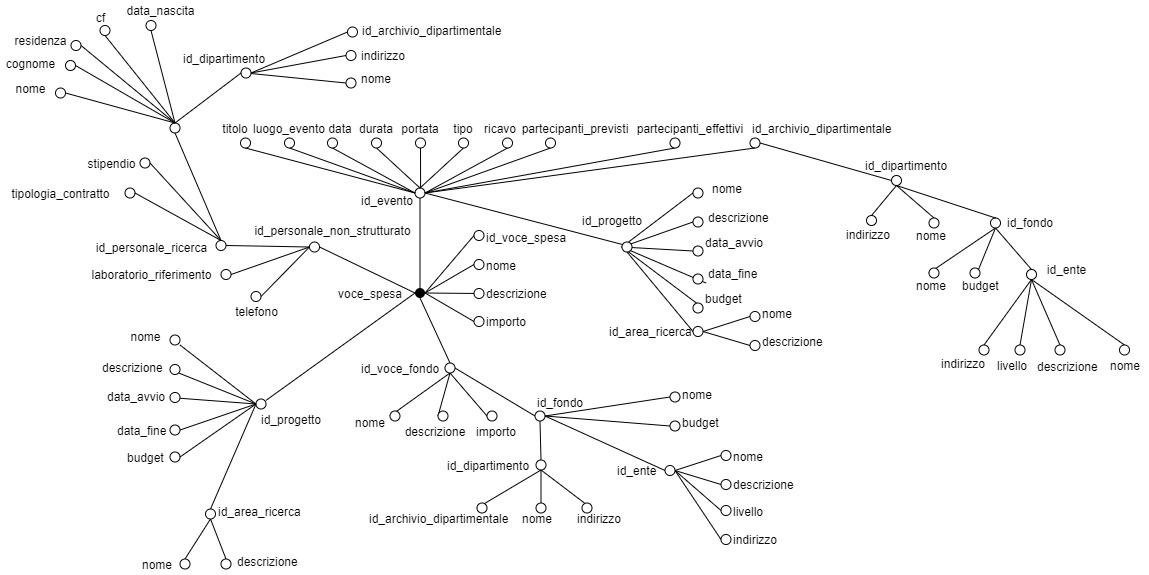 data_nascita
cf
residenza
cognome
nome
id_dipartimento
id_archivio_dipartimentale
indirizzo
nome
titolo
luogo_evento
data
durata
portata
tipo
ricavo
partecipanti_previsti
partecipanti_effettivi
id_archivio_dipartimentale
stipendio
tipologia_contratto
id_personale_ricerca
id_personale_non_strutturato
laboratorio_riferimento
telefono
id_evento
id_progetto
nome
descrizione
data_avvio
data_fine
budget
id_area_ricerca
nome
descrizione
id_dipartimento
indirizzo
nome
id_fondo
nome
budget
id_ente
indirizzo
livello
descrizione
nome
voce_spesa
id_voce_spesa
nome
descrizione
importo
nome
descrizione
data_avvio
data_fine
budget
id_progetto
id_area_ricerca
nome
descrizione
id_voce_fondo
nome
descrizione
importo
id_fondo
nome
budget
id_dipartimento
id_archivio_dipartimentale
nome
indirizzo
id_ente
nome
descrizione
livello
indirizzo